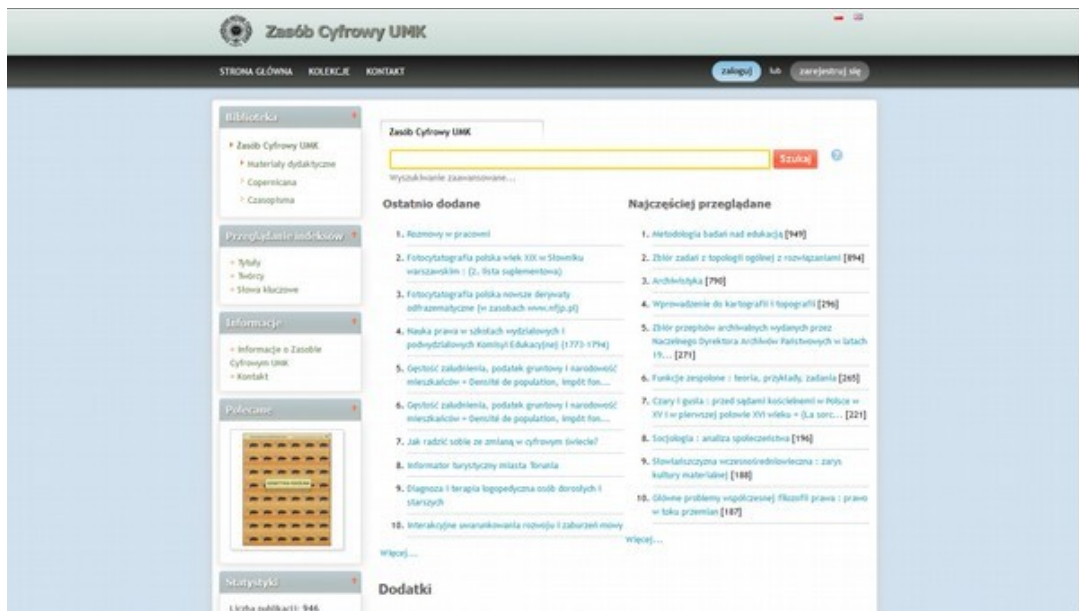 Zasób Cyfrowy UMK
STRONA GŁÓWNA KOLEKCJE KONTAKT
zaloguj lub zarejestruj się
Biblioteka
Zasób Cyfrowy UMK
Materiały dydaktyczne
Copernicana
Czasopisma
Przeglądanie indeksów
Tytuły
Twórcy
Słowa kluczowe
Informacje
Informacje o Zasobie
Cyfrowym UMK
Kontakt
Polecane
Statystyki
Liczba publikacji: 946
Zasób Cyfrowy UMK
Szukaj
Wyszukiwanie zaawansowane...
Ostatnio dodane
1. Rozmowy w pracowni
2. Fotocytatografia polska wiek XIX w Słowniku
warszawskim : (2. lista suplementowa)
3. Fotocytatografia polska nowsze derywaty
odfrazematyczne (w zasobach www.nfjp.pl)
4. Nauka prawa w szkołach wydziałowych i
podwydziałowych Komisyi Edukacyjnej (1773-1794)
5. Gęstość zaludnienia, podatek gruntowy i narodowość
mieszkańców = Densité de population, impôt fon...
6. Gęstość zaludnienia, podatek gruntowy i narodowość
mieszkańców = Densité de population, impôt fon...
7. Jak radzić sobie ze zmianą w cyfrowym świecie?
8. Informator turystyczny miasta Torunia
9. Diagnoza i terapia logopedyczna osób dorosłych i
starszych
10. Interakcyjne uwarunkowania rozwoju i zaburzeń mowy
Więcej...
Najczęściej przeglądane
1. Metodologia badań nad edukacją [949]
2. Zbiór zadań z topologii ogólnej z rozwiązaniami [894]
3. Archiwistyka [790]
4. Wprowadzenie do kartografii i topografii [296]
5. Zbiór przepisów archiwalnych wydanych przez
Naczelnego Dyrektora Archiwów Państwowych w latach
19... [271]
6. Funkcje zespolone : teoria, przykłady, zadania [265]
7. Czary i gusła : przed sądami kościelnemi w Polsce w
XV i w pierwszej połowie XVI wieku = (La sorc... [221]
8. Socjologia : analiza społeczeństwa [196]
9. Słowiańszczyzna wczesnośredniowieczna : zarys
kultury materialnej [188]
10. Główne problemy współczesnej filozofii prawa : prawo
w toku przemian [187]
Więcej...
Dodatki